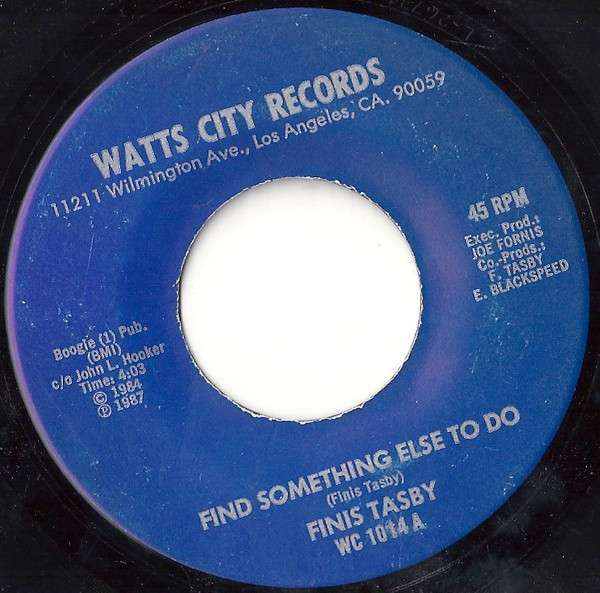 WATTS CITY RECORDS
11211 Wilmington Ave., Los Angeles, CA. 90059
45 RPM
Exec. Prod.:
JOE FORNIS
Co.-Prods.:
F. TASBY
E. BLACKSPEED
Boogie (1) Pub.
(BMI)
c/o John L. Hooker
Time: 4:03
© 1984
℗ 1987
FIND SOMETHING ELSE TO DO
(Finis Tasby)
FINIS TASBY
WC 1014 A